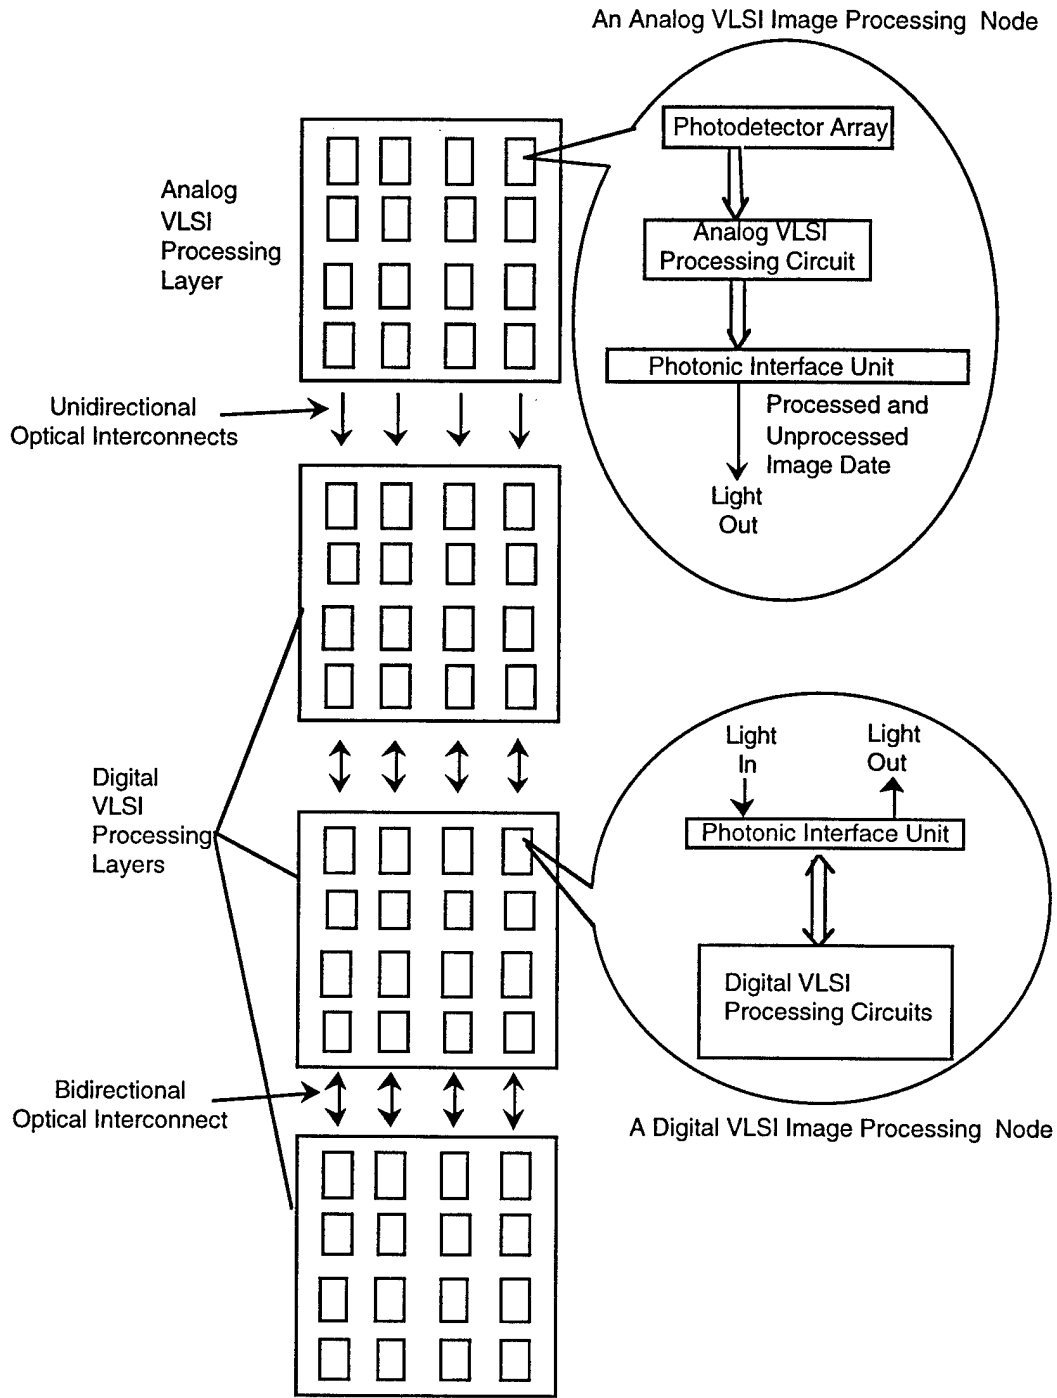 An Analog VLSI Image Processing Node
Photodetector Array
Analog
VLSI
Processing
Layer
Analog VLSI
Processing Circuit
Photonic Interface Unit
Unidirectional
Optical Interconnects
Processed and
Unprocessed
Image Date
Light
Out
Light
In
Light
Out
Digital
VLSI
Processing
Layers
Photonic Interface Unit
Digital VLSI
Processing Circuits
Bidirectional
Optical Interconnect
A Digital VLSI Image Processing Node